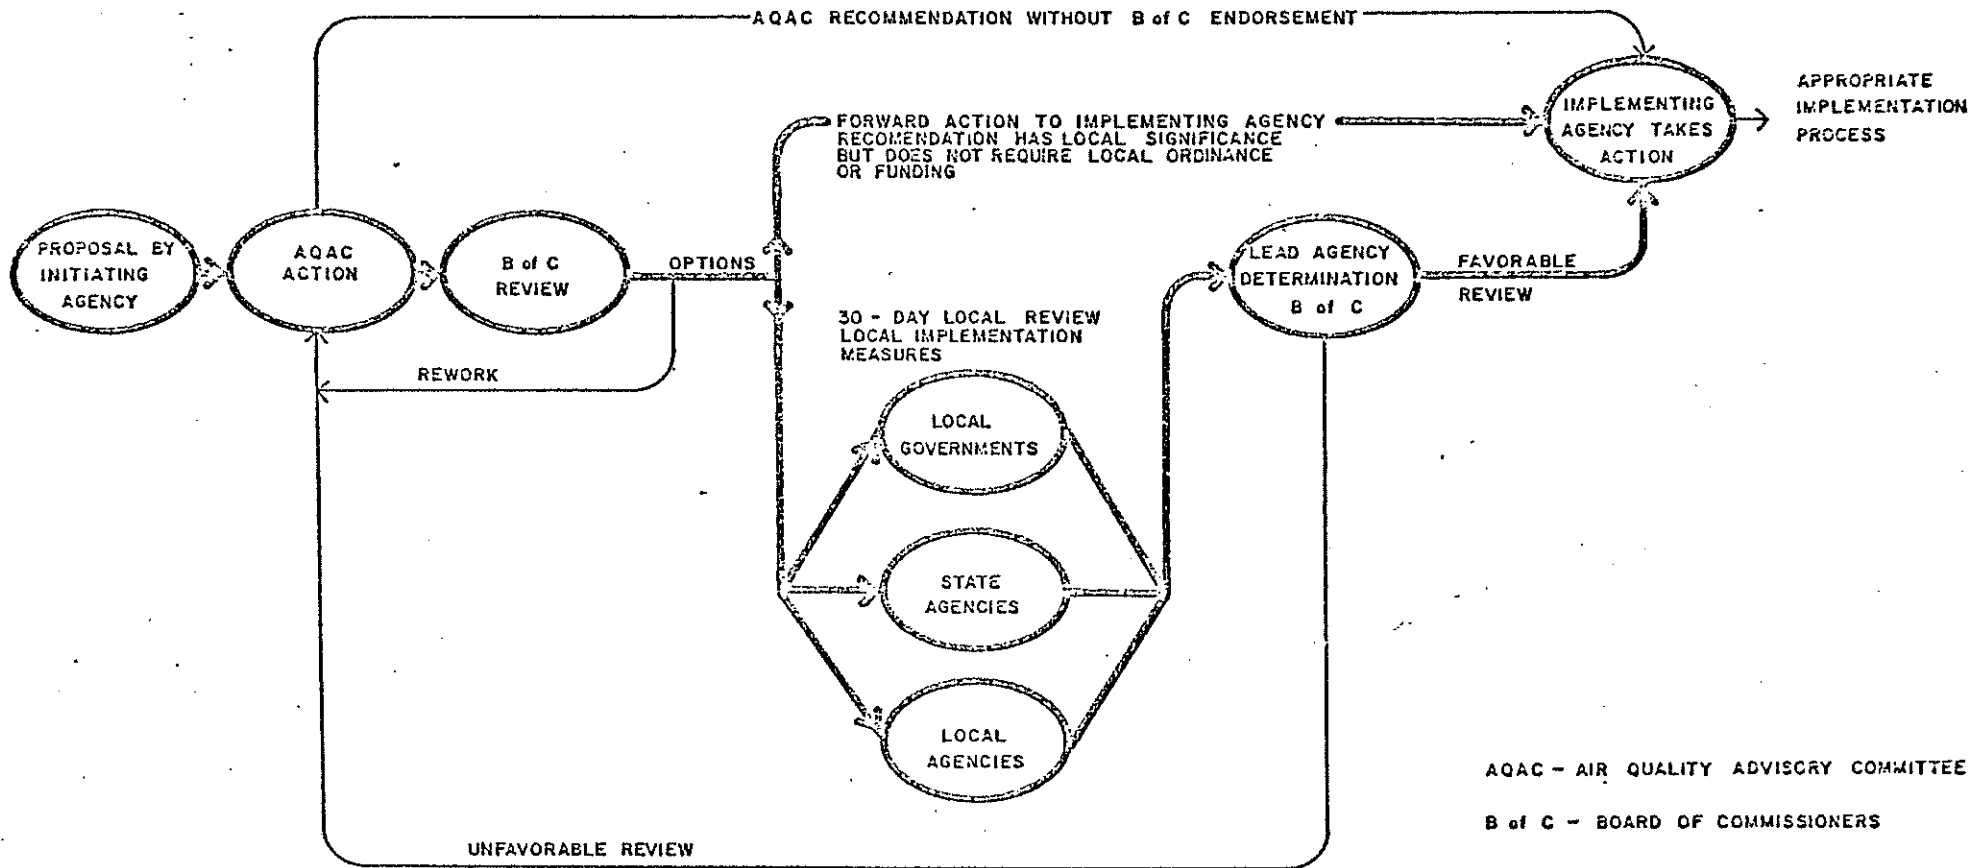 AQAC RECOMMENDATION WITHOUT B of C ENDORSEMENT
FORWARD ACTION TO IMPLEMENTING AGENCY
RECOMENDATION HAS LOCAL SIGNIFICANCE
BUT DOES NOT REQUIRE LOCAL ORDINANCE
OR FUNDING
IMPLEMENTING
AGENCY TAKES
ACTION
APPROPRIATE
IMPLEMENTATION
PROCESS
PROPOSAL BY
INITIATING
AGENCY
AQAC
ACTION
B of C
REVIEW
OPTIONS
REWORK
30 - DAY LOCAL REVIEW
LOCAL IMPLEMENTATION
MEASURES
LOCAL
GOVERNMENTS
STATE
AGENCIES
LOCAL
AGENCIES
LEAD AGENCY
DETERMINATION
B of C
FAVORABLE
REVIEW
UNFAVORABLE REVIEW
AQAC - AIR QUALITY ADVISORY COMMITTEE
B of C - BOARD OF COMMISSIONERS